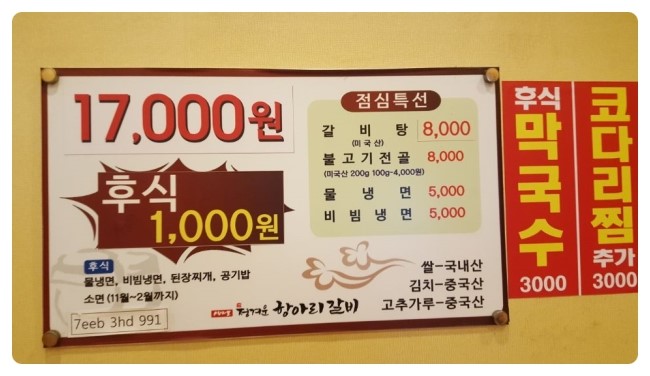 17,000원
후식
1,000원
후식
물냉면, 비빔냉면, 된장찌개, 공기밥
소면 (11월~2월까지)
7eeb 3hd 991
점심특선
갈비탕 8,000
(미국산)
불고기전골 8,000
(미국산 200g 100g-4,000원)
물냉면 5,000
비빔냉면 5,000
쌀-국내산
김치-중국산
고추가루-중국산
정겨운 항아리갈비
후식
막국수
3000
코다리찜
추가
3000